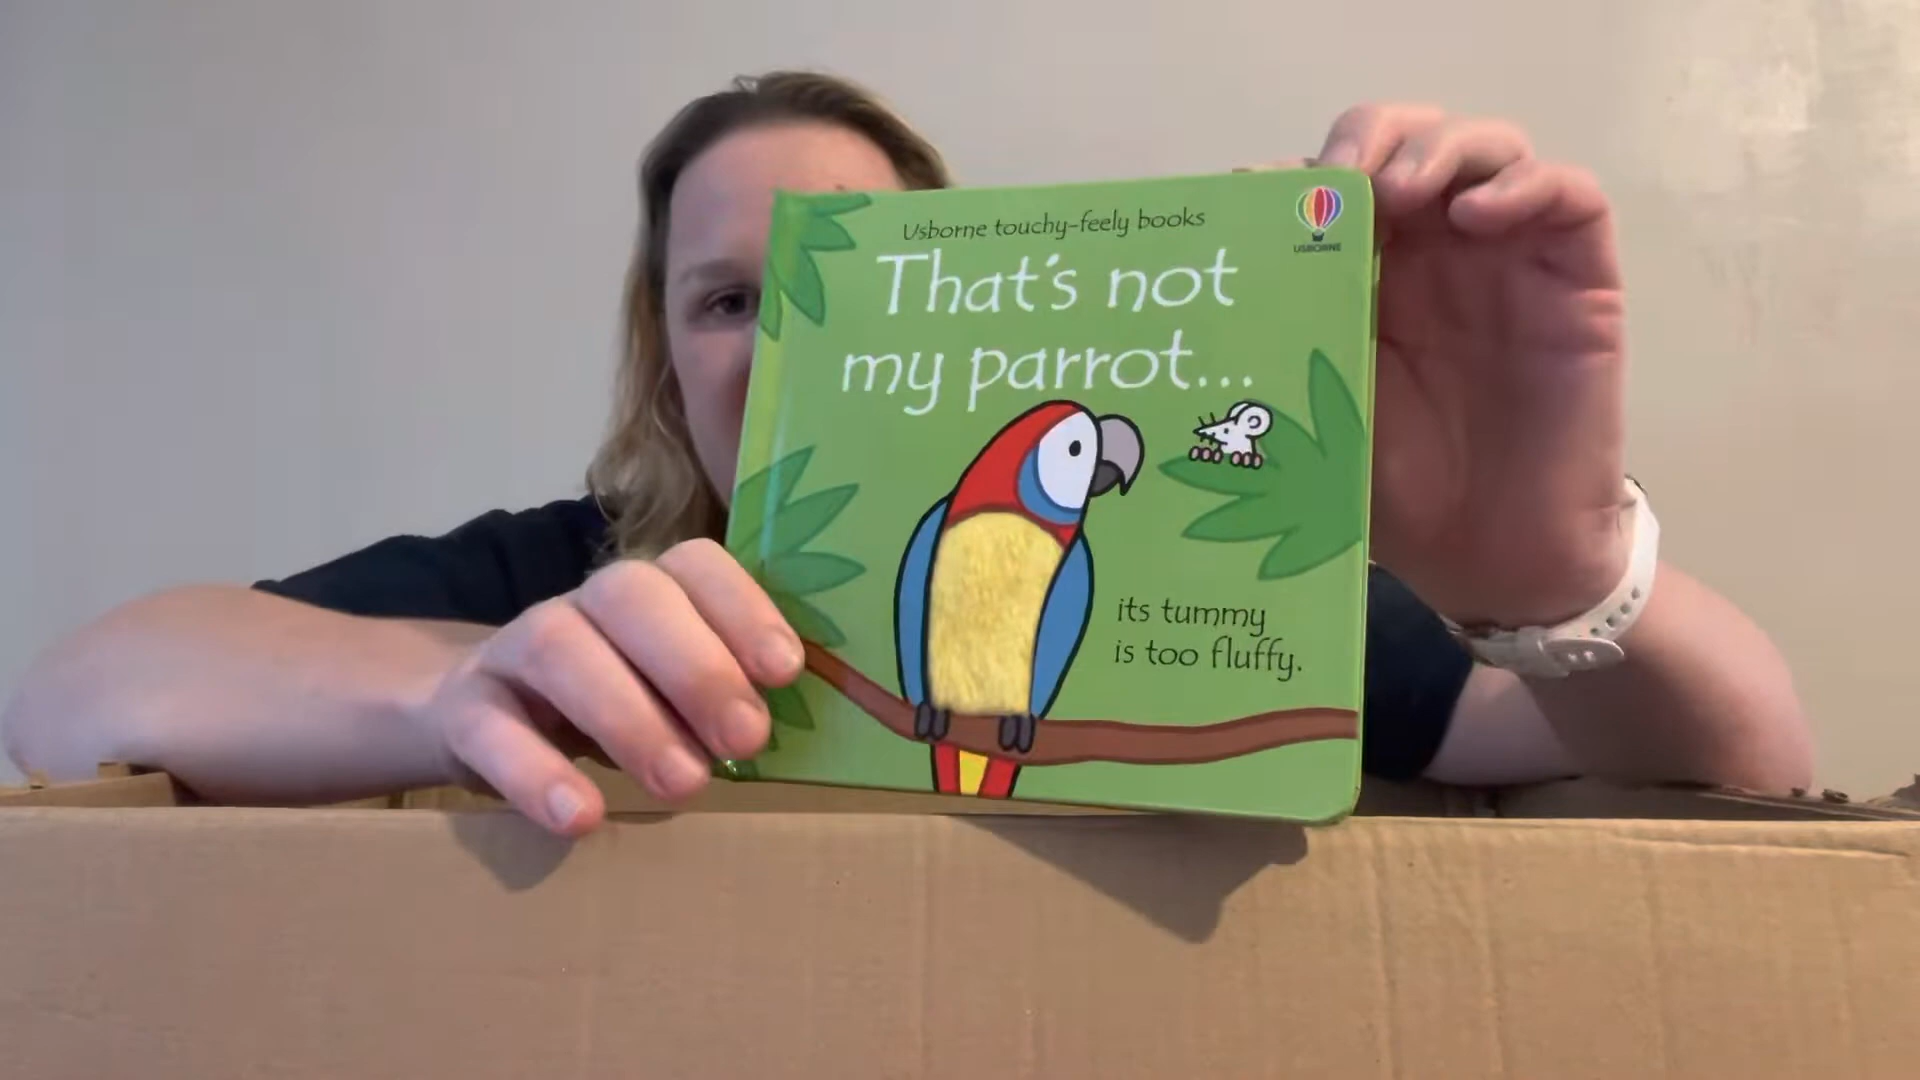 Usborne touchy-feely books
USBORNE
That's not
my parrot...
its tummy
is too fluffy.